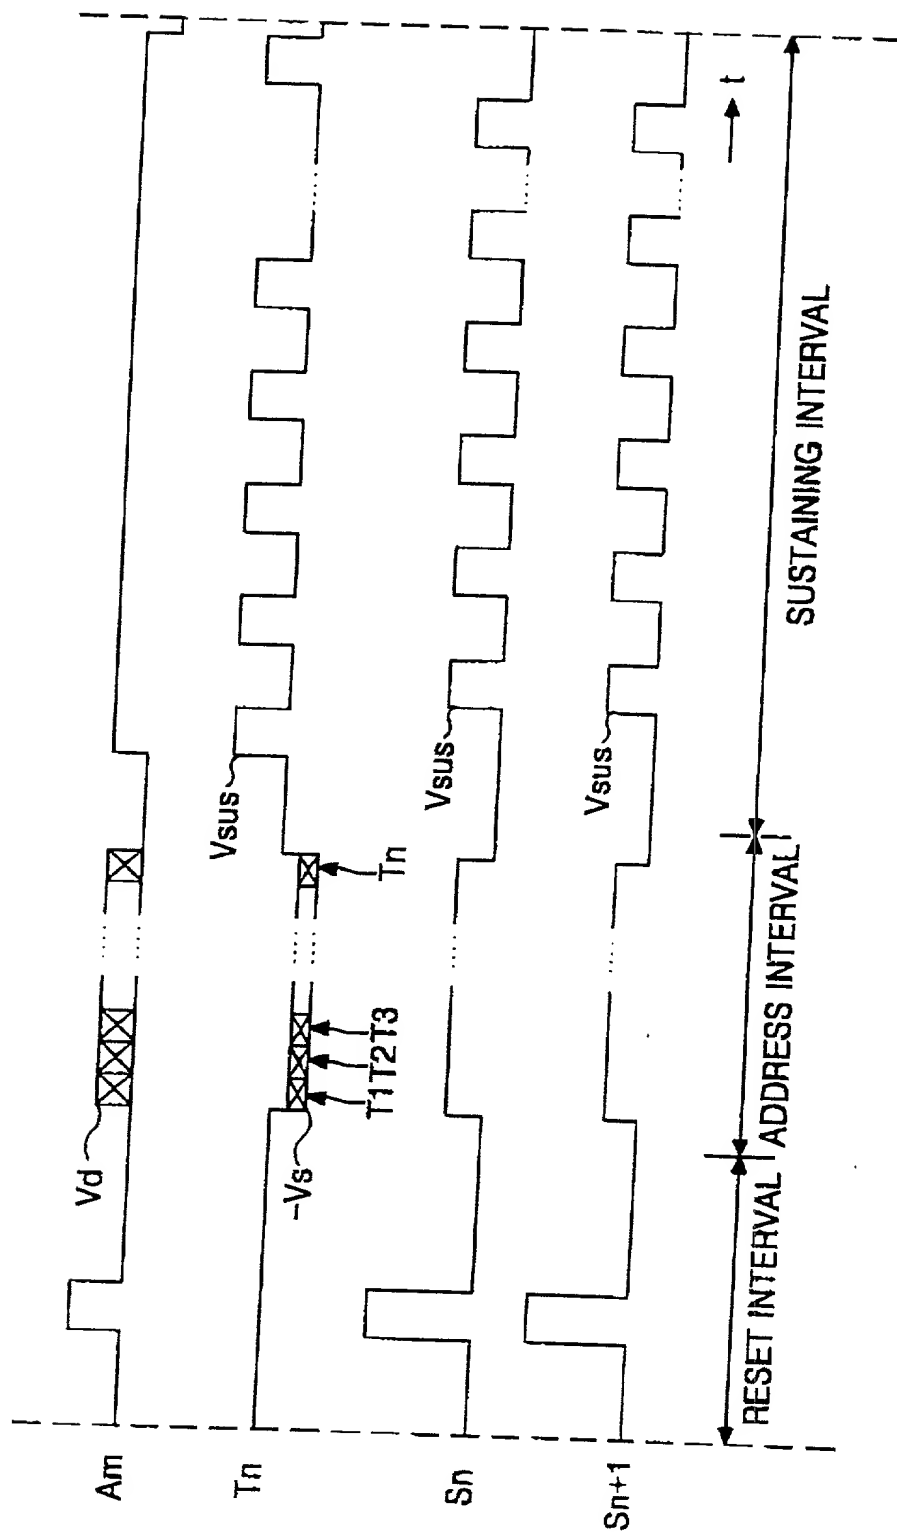 Am
Vd
Tn
-Vs
T1T2T3
Tn
Vsus
Sn
Vsus
Sn+1
Vsus
t
RESET INTERVAL
ADDRESS INTERVAL
SUSTAINING INTERVAL